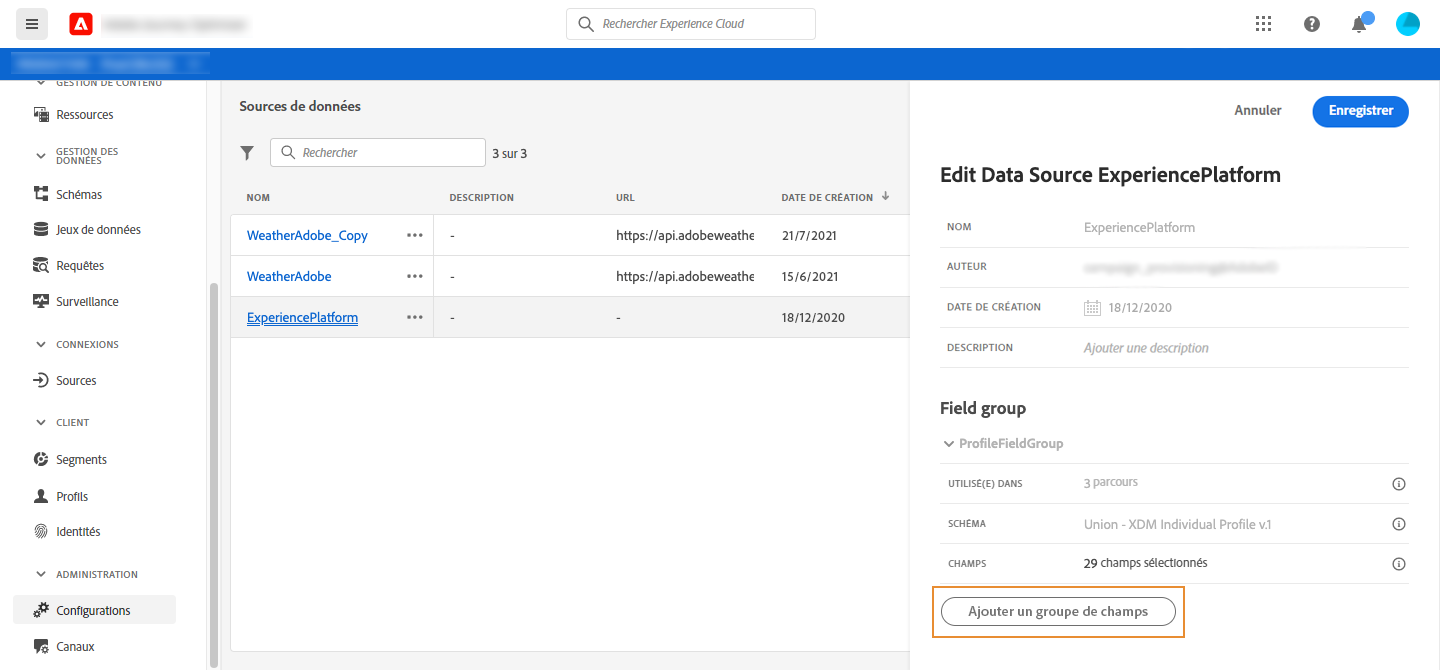 Rechercher Experience Cloud
GESTION DE CONTENU
Ressources
GESTION DES
DONNÉES
Schémas
Jeux de données
Requêtes
Surveillance
CONNEXIONS
Sources
CLIENT
Segments
Profils
Identités
ADMINISTRATION
Configurations
Canaux
Sources de données
Rechercher
3 sur 3
NOM DESCRIPTION URL DATE DE CRÉATION
WeatherAdobe_Copy - https://api.adobeweathe 21/7/2021
WeatherAdobe - https://api.adobeweathe 15/6/2021
ExperiencePlatform - - 18/12/2020
Annuler
Enregistrer
Edit Data Source ExperiencePlatform
NOM ExperiencePlatform
AUTEUR
DATE DE CRÉATION 18/12/2020
DESCRIPTION Ajouter une description
Field group
ProfileFieldGroup
UTILISÉ(E) DANS 3 parcours
SCHÉMA Union - XDM Individual Profile v.1
CHAMPS 29 champs sélectionnés
Ajouter un groupe de champs